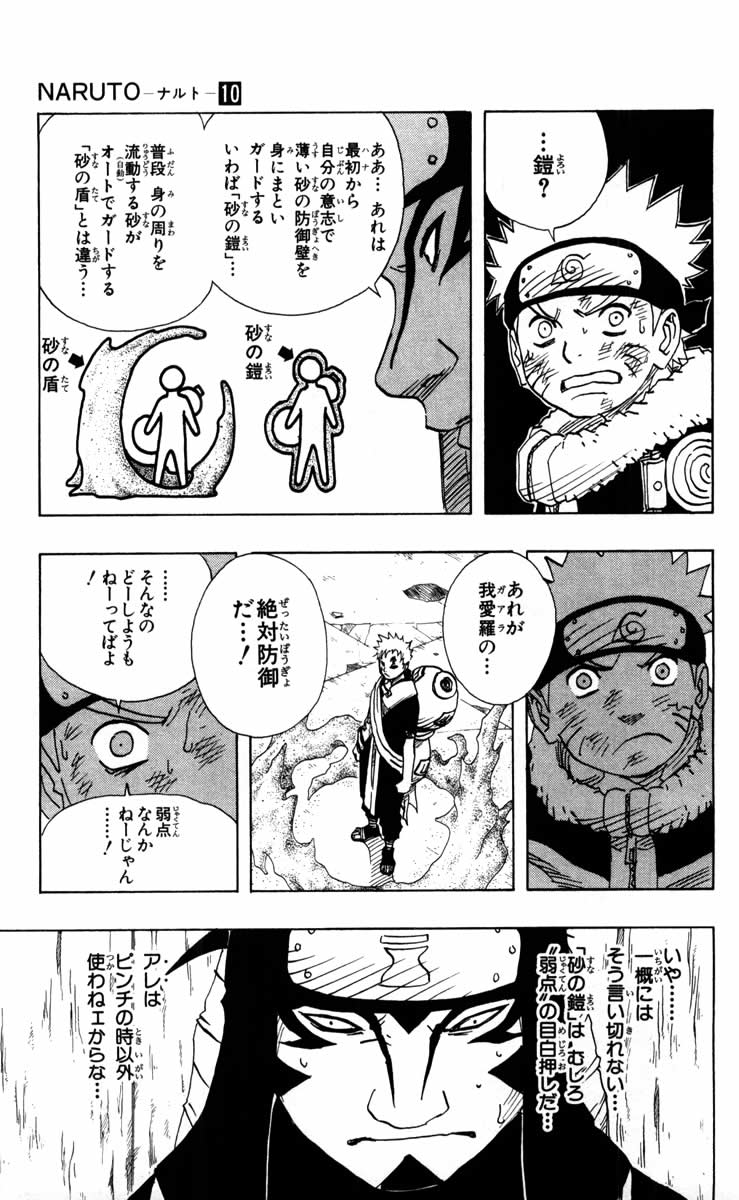 NARUTO —ナルト— 10
…鎧?
ああ…あれは
最初から
自分の意志で
薄い砂の防御壁を
身にまとい
ガードする
いわば「砂の鎧」…
普段 身の周りを
流動する砂が
オートでガードする
「砂の盾」とは違う…
砂の鎧
砂の盾
あれが
我愛羅の…
絶対防御
だ…!
……
そんなの
どーしようも
ねーってばよ
!
弱点
なんか
ねーじゃん
……!
いや………
一概には
そう言い切れない…
「砂の鎧」はむしろ
“弱点”の目白押しだ…
アレは
ピンチの時以外
使わねェからな…